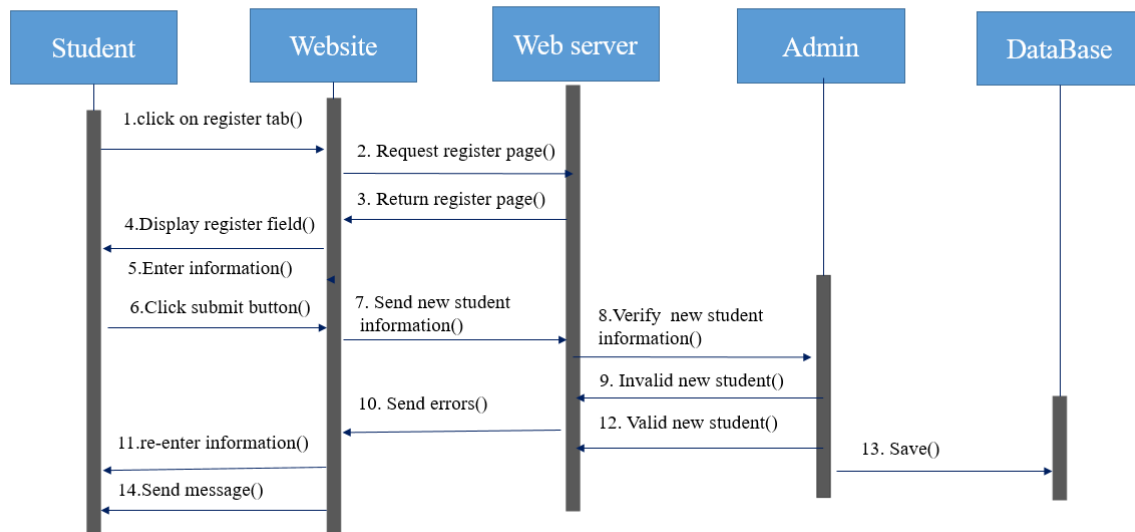 Student
Website
Web server
Admin
DataBase
1.click on register tab()
2. Request register page()
3. Return register page()
4.Display register field()
5.Enter information()
6.Click submit button()
7. Send new student
information()
8.Verify  new student
information()
9. Invalid new student()
10. Send errors()
11.re-enter information()
12. Valid new student()
13. Save()
14.Send message()